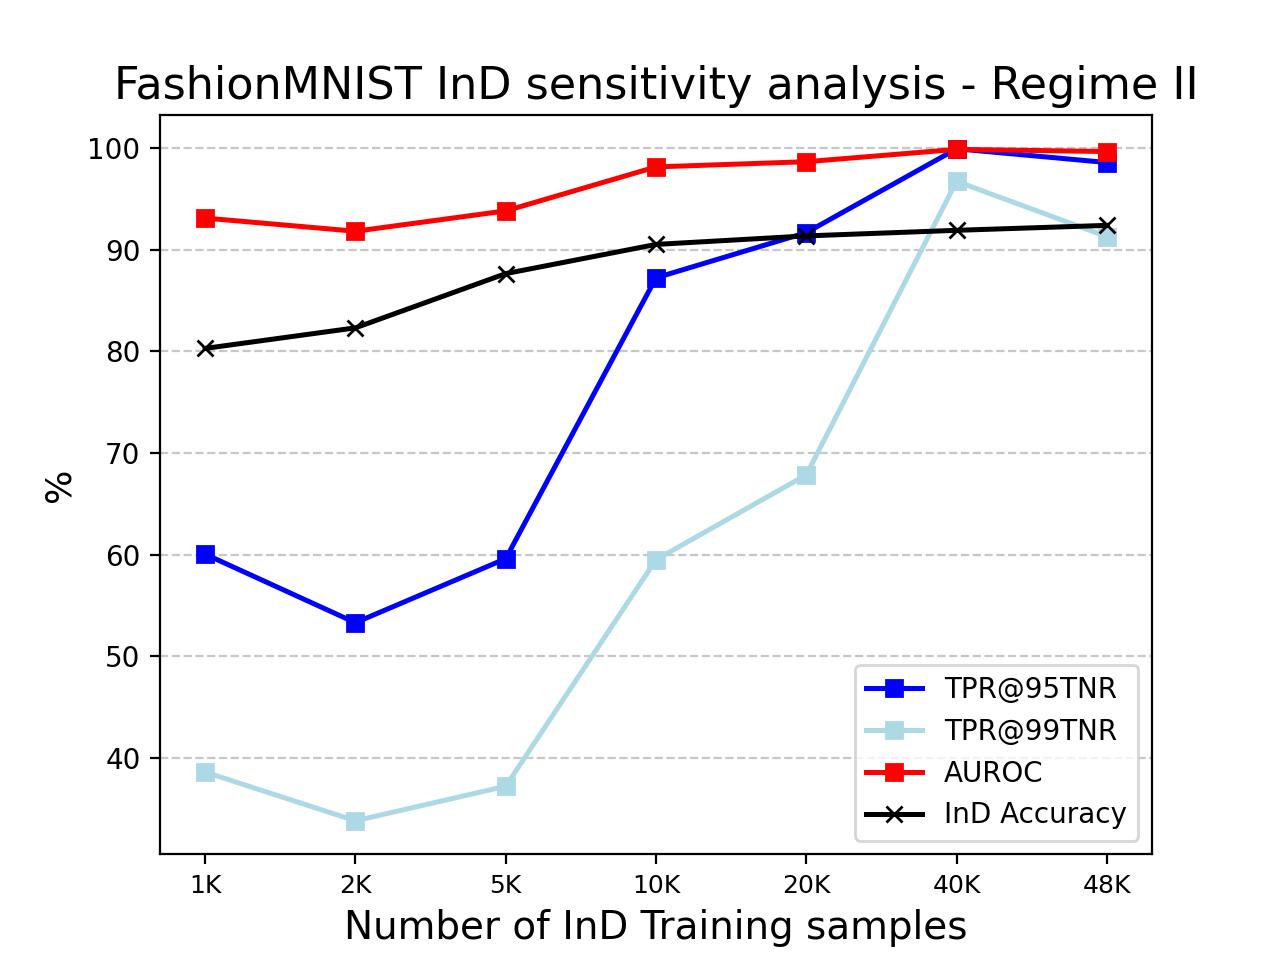 FashionMNIST InD sensitivity analysis - Regime II
100
90
80
70
60
50
40
%
TPR@95TNR
TPR@99TNR
AUROC
InD Accuracy
1K 2K 5K 10K 20K 40K 48K
Number of InD Training samples